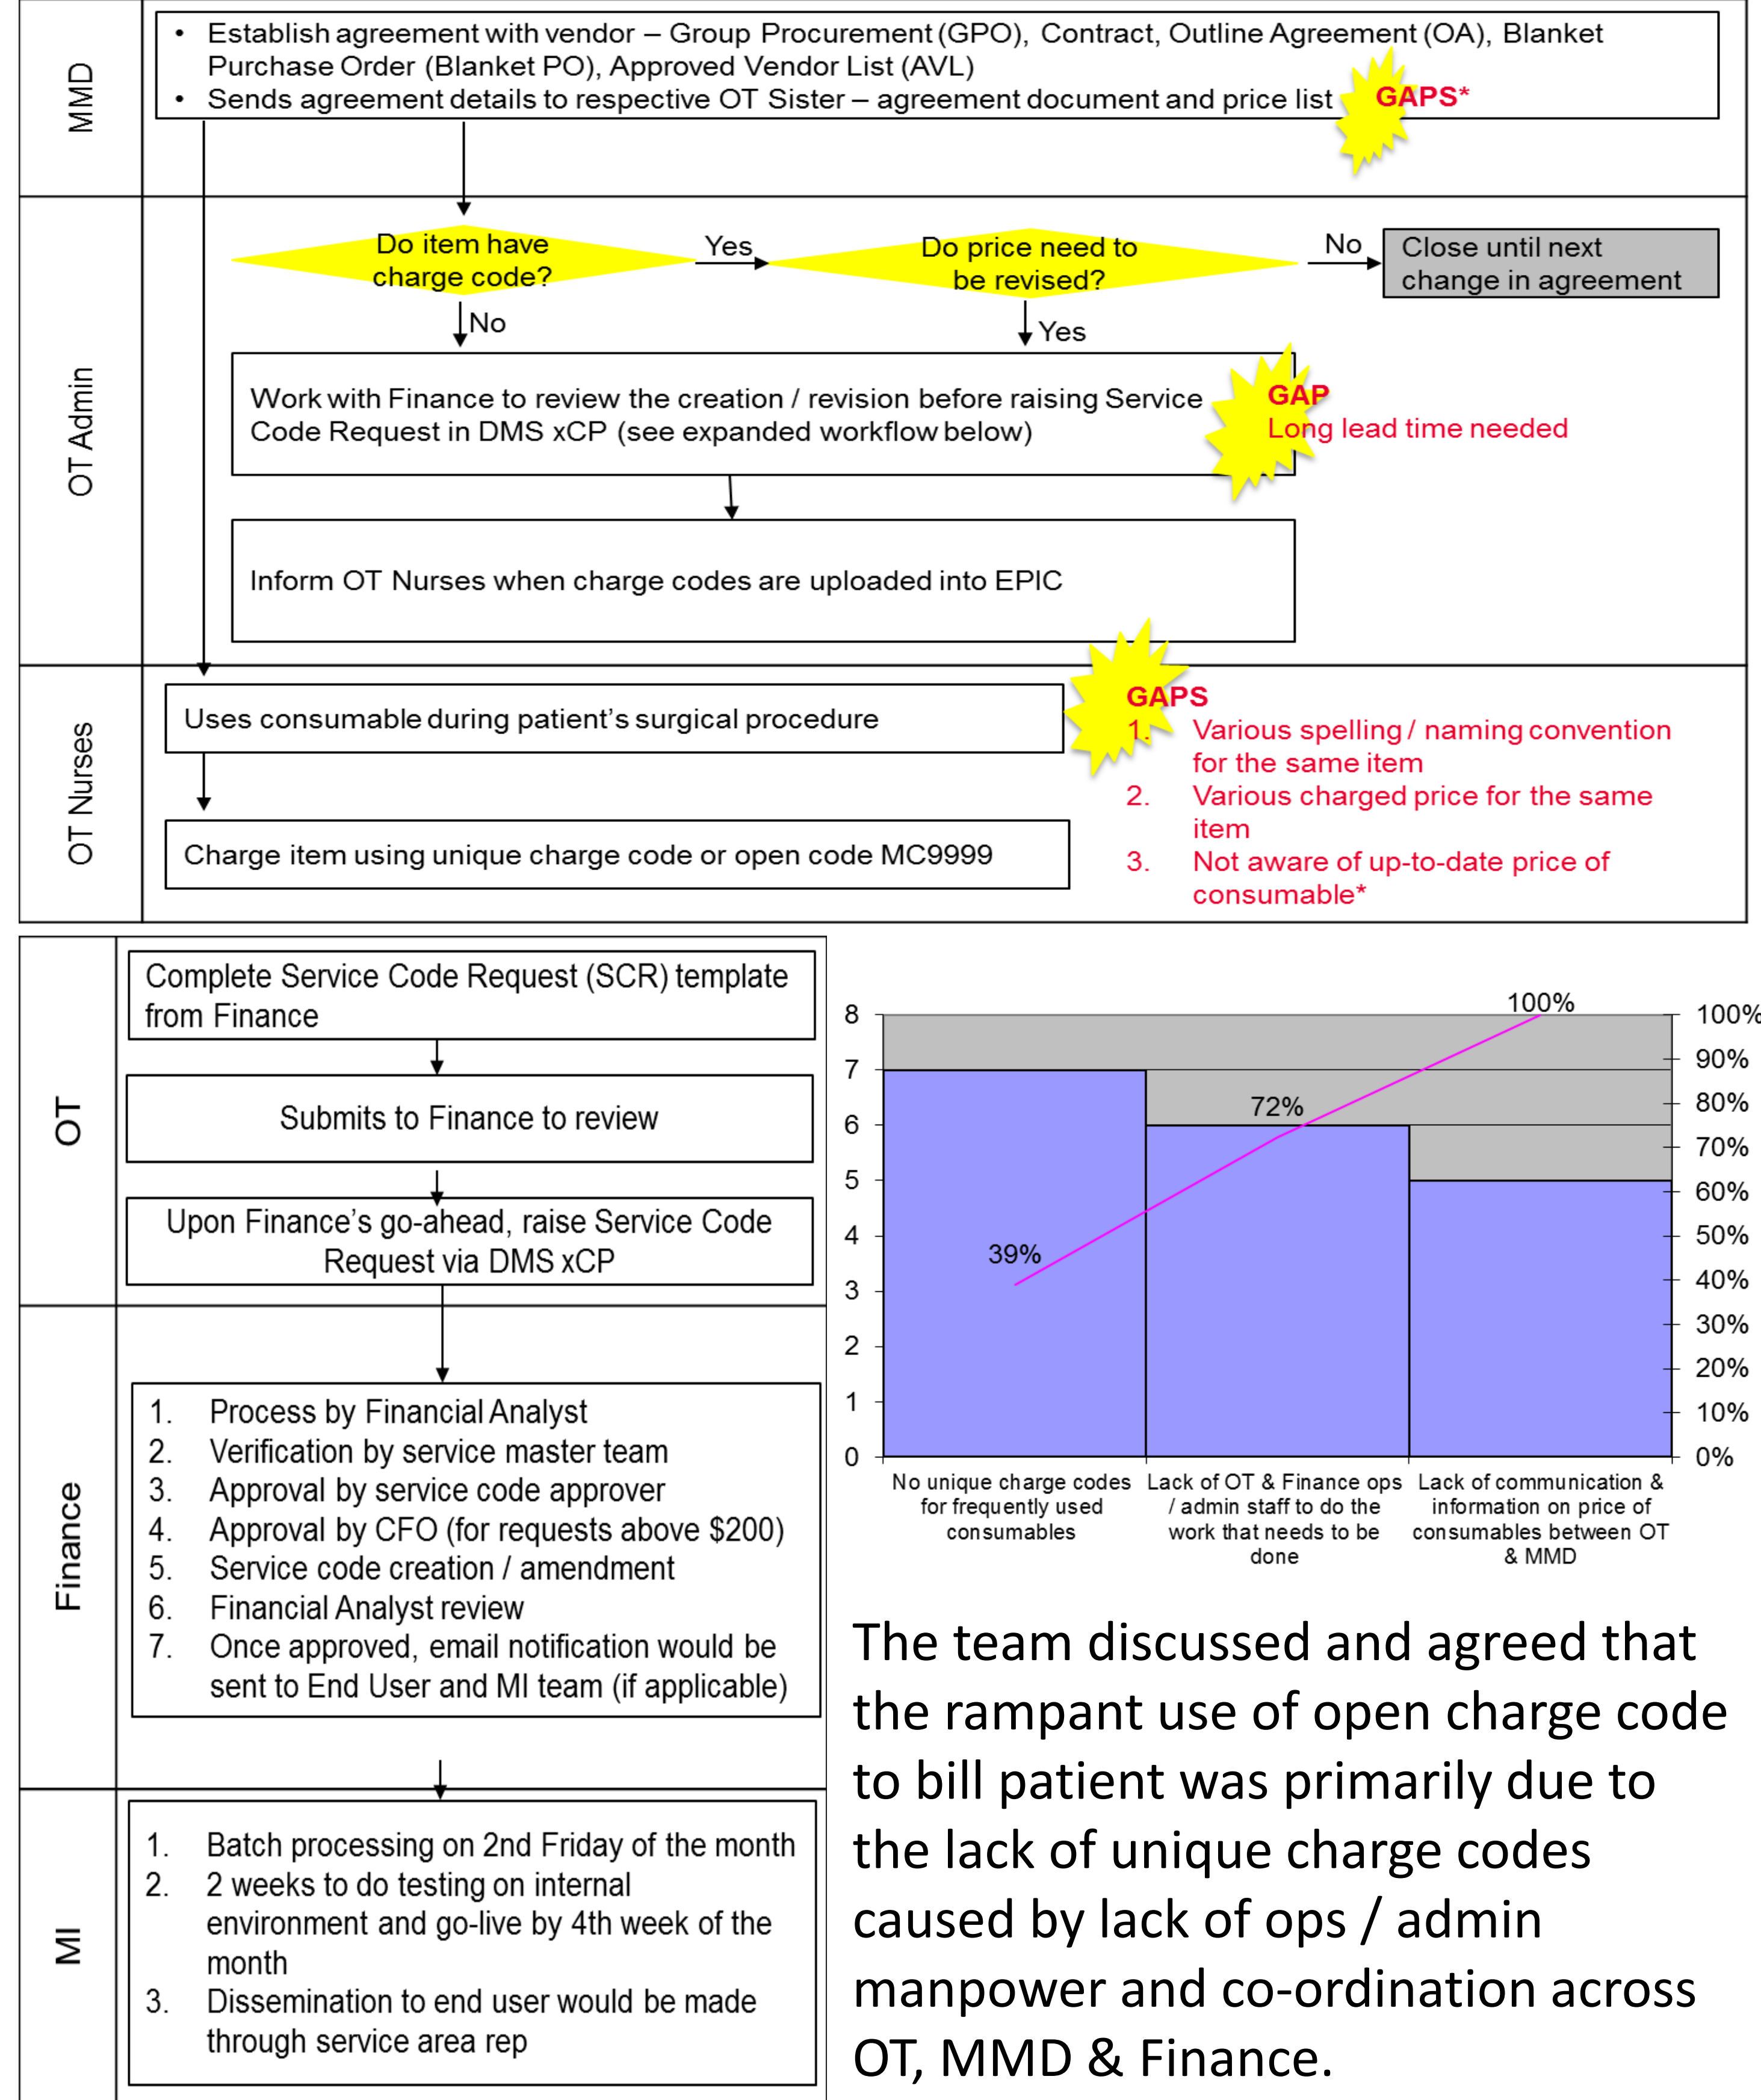 MMD
• Establish agreement with vendor – Group Procurement (GPO), Contract, Outline Agreement (OA), Blanket
Purchase Order (Blanket PO), Approved Vendor List (AVL)
• Sends agreement details to respective OT Sister – agreement document and price list
GAPS*
OT Admin
Do item have
charge code?
Yes
Do price need to
be revised?
No
Close until next
change in agreement
No
Yes
Work with Finance to review the creation / revision before raising Service
Code Request in DMS xCP (see expanded workflow below)
GAP
Long lead time needed
Inform OT Nurses when charge codes are uploaded into EPIC
OT Nurses
Uses consumable during patient's surgical procedure
Charge item using unique charge code or open code MC9999
GAPS
1. Various spelling / naming convention
for the same item
2. Various charged price for the same
item
3. Not aware of up-to-date price of
consumable*
OT
Complete Service Code Request (SCR) template
from Finance
Submits to Finance to review
Upon Finance's go-ahead, raise Service Code
Request via DMS xCP
Finance
1. Process by Financial Analyst
2. Verification by service master team
3. Approval by service code approver
4. Approval by CFO (for requests above $200)
5. Service code creation / amendment
6. Financial Analyst review
7. Once approved, email notification would be
sent to End User and MI team (if applicable)
MI
1. Batch processing on 2nd Friday of the month
2. 2 weeks to do testing on internal
environment and go-live by 4th week of the
month
3. Dissemination to end user would be made
through service area rep
8
7
6
5
4
3
2
1
0
39%
72%
100%
100%
90%
80%
70%
60%
50%
40%
30%
20%
10%
0%
No unique charge codes
for frequently used
consumables
Lack of OT & Finance ops
/ admin staff to do the
work that needs to be
done
Lack of communication &
information on price of
consumables between OT
& MMD
The team discussed and agreed that
the rampant use of open charge code
to bill patient was primarily due to
the lack of unique charge codes
caused by lack of ops / admin
manpower and co-ordination across
OT, MMD & Finance.